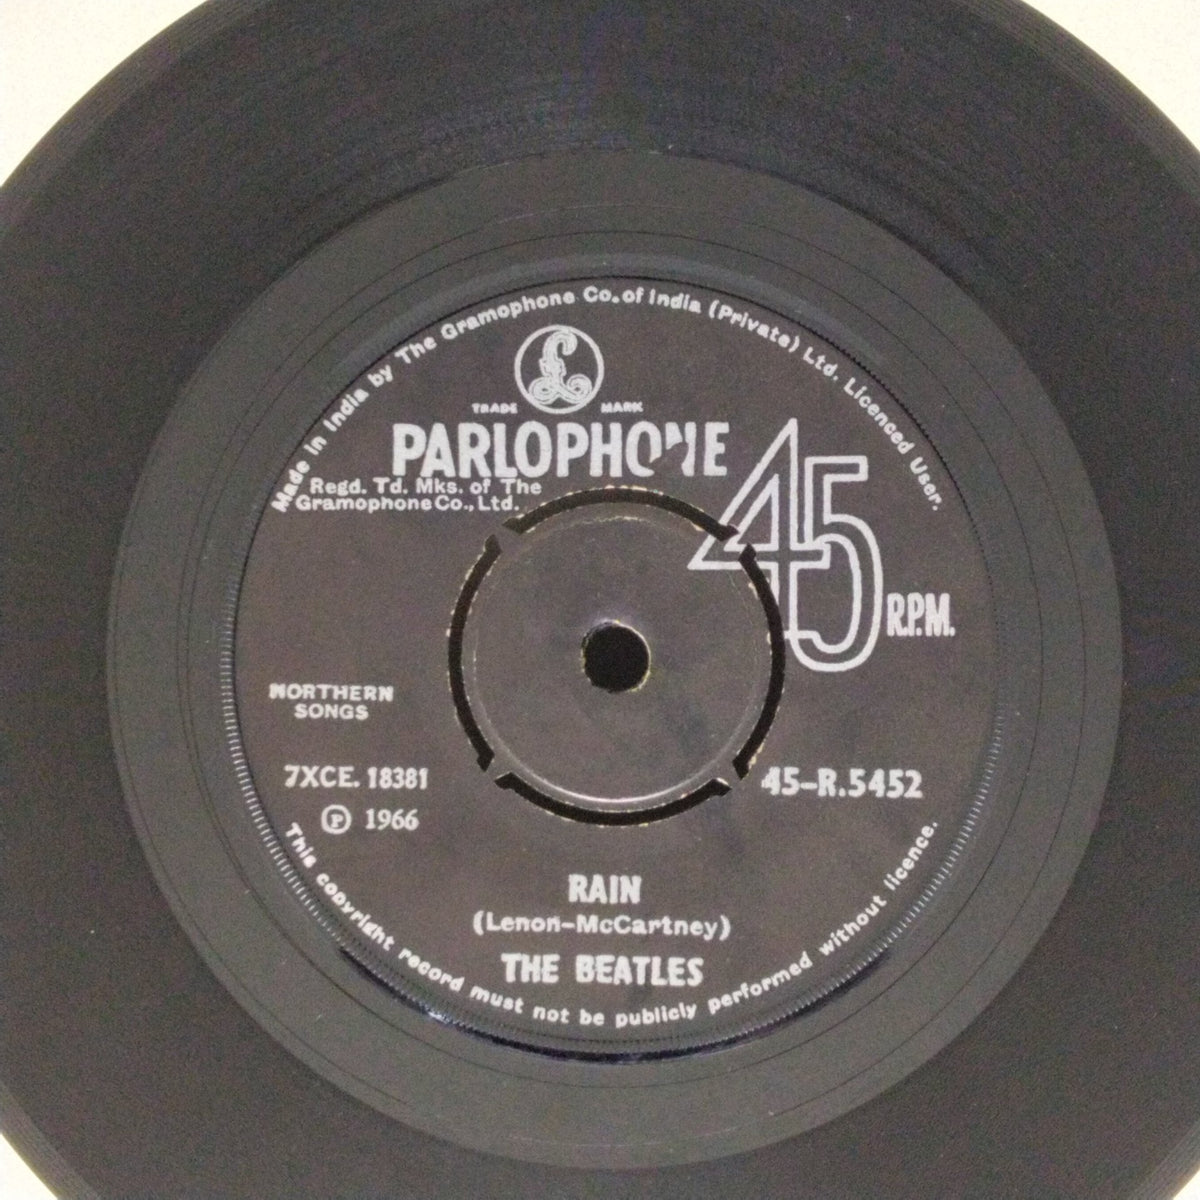 Made in India by The Gramophone Co. of India (Private) Ltd. Licenced User.
£
TRADE MARK
PARLOPHONE
Regd. Td. Mks. of The
Gramophone Co., Ltd.
45
R.P.M.
NORTHERN
SONGS
7XCE. 18381
45-R.5452
Ⓟ 1966
RAIN
(Lenon-McCartney)
THE BEATLES
This copyright record must not be publicly performed without licence.